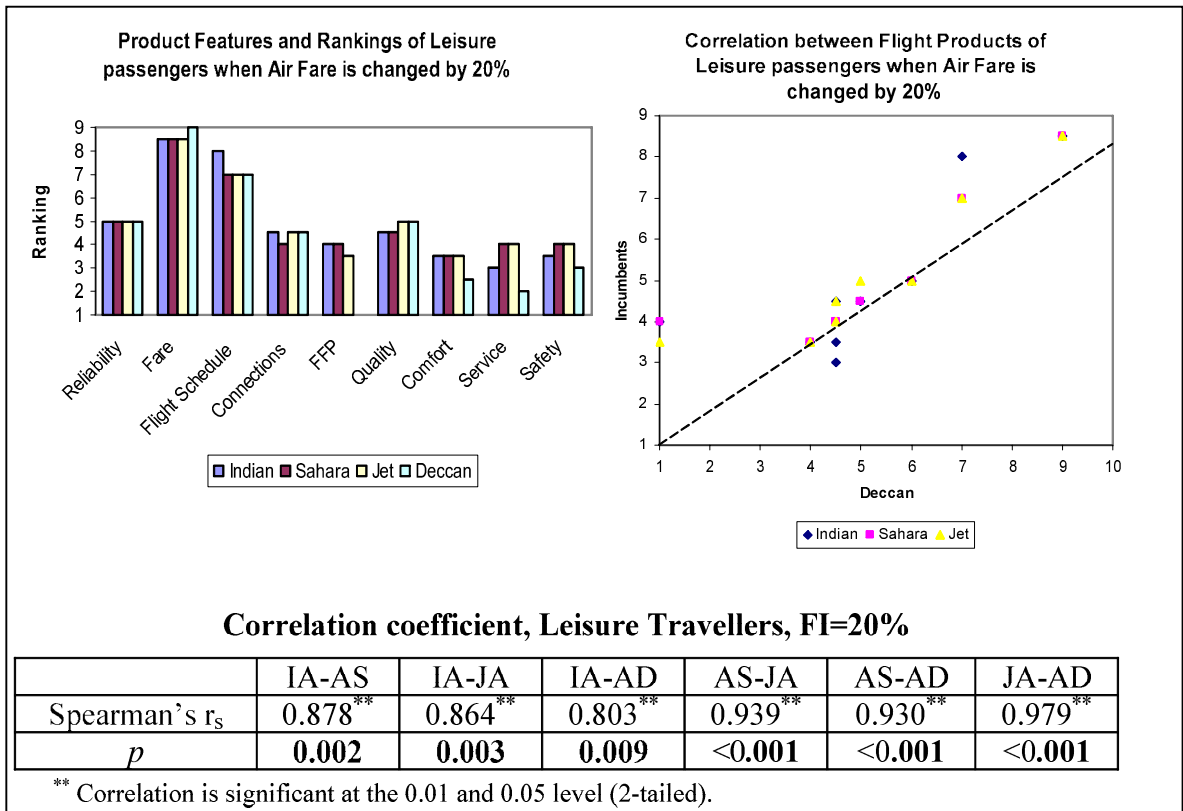 Product Features and Rankings of Leisure
passengers when Air Fare is changed by 20%
Ranking
9
8
7
6
5
4
3
2
1
Reliability
Fare
Flight Schedule
Connections
FFP
Quality
Comfort
Service
Safety
Indian Sahara Jet Deccan
Correlation between Flight Products of
Leisure passengers when Air Fare is
changed by 20%
Incumbents
9
8
7
6
5
4
3
2
1
1 2 3 4 5 6 7 8 9 10
Deccan
Indian Sahara Jet
Correlation coefficient, Leisure Travellers, FI=20%
IA-AS IA-JA IA-AD AS-JA AS-AD JA-AD
Spearman's rs 0.878** 0.864** 0.803** 0.939** 0.930** 0.979**
p 0.002 0.003 0.009 <0.001 <0.001 <0.001
** Correlation is significant at the 0.01 and 0.05 level (2-tailed).